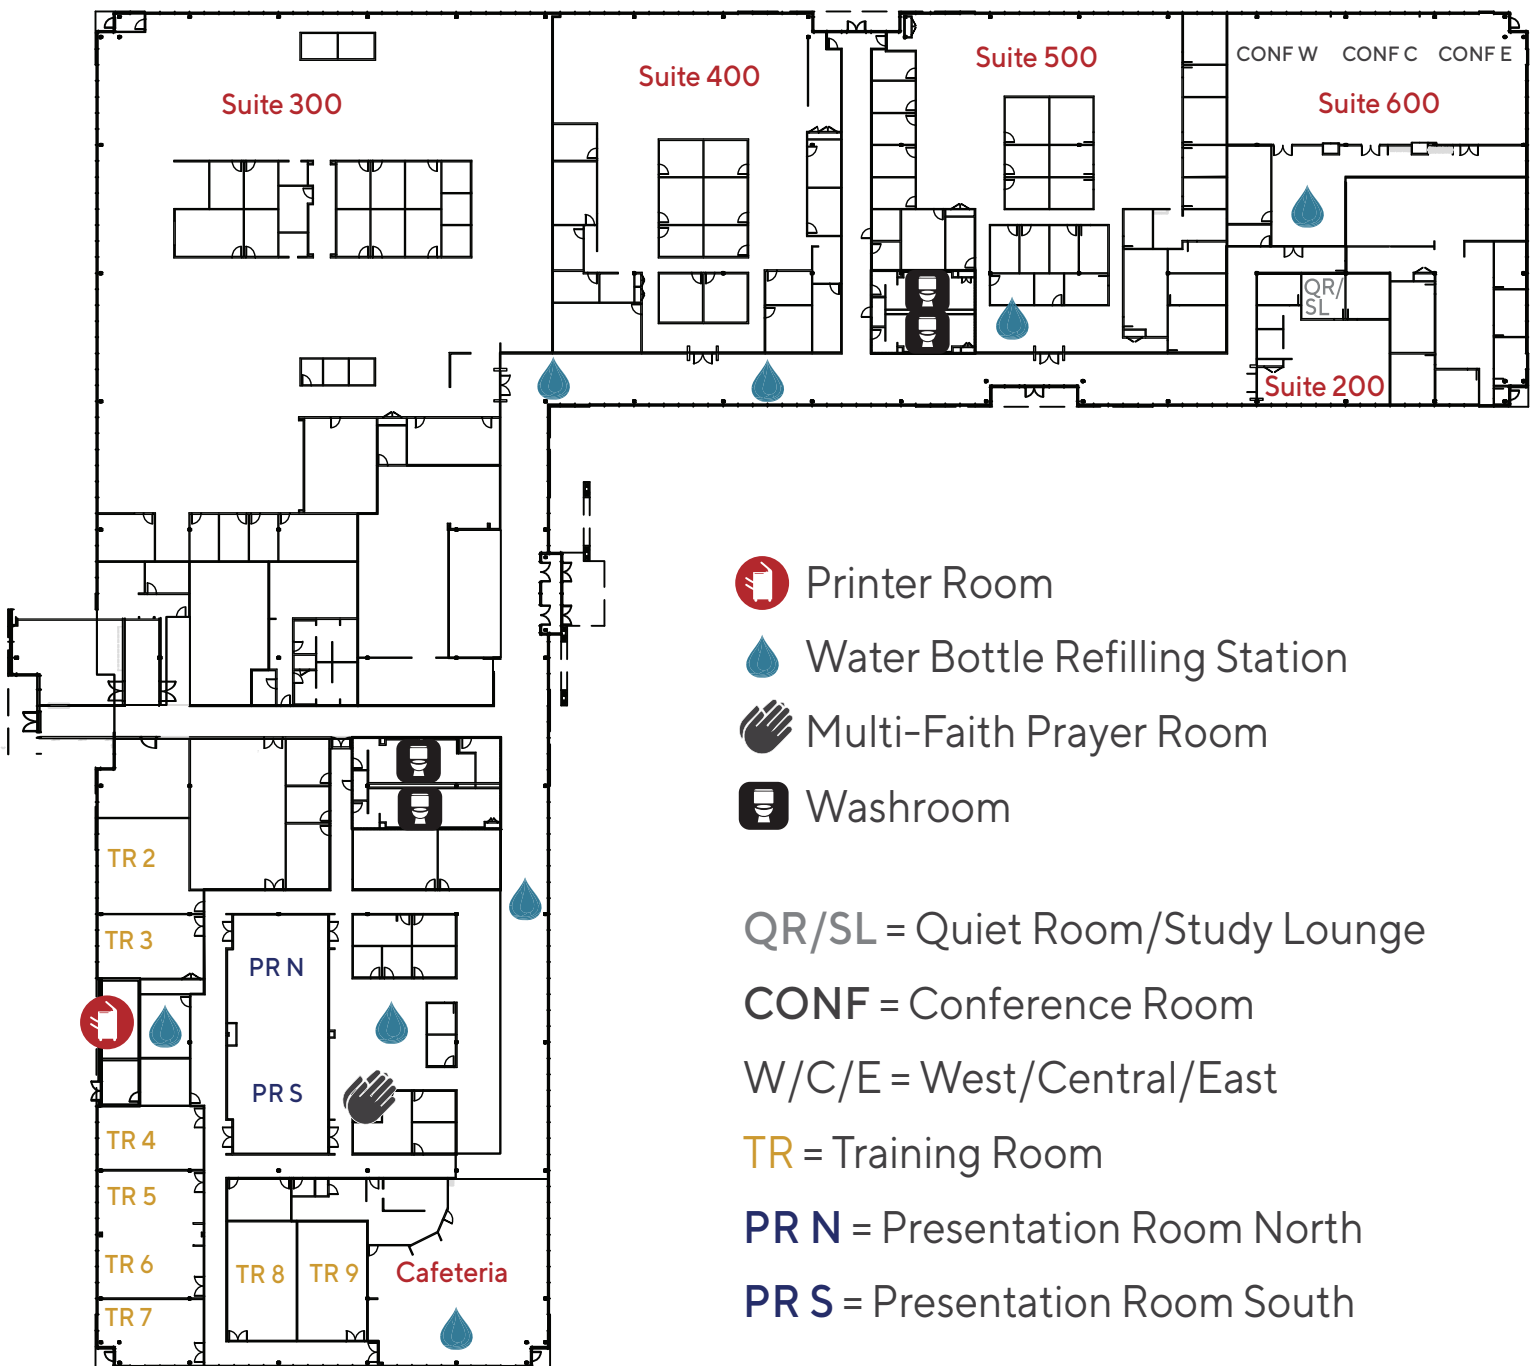 Suite 300
Suite 400
Suite 500
CONF W
CONF C
CONF E
Suite 600
QR/
SL
Suite 200
Printer Room
Water Bottle Refilling Station
Multi-Faith Prayer Room
Washroom
QR/SL = Quiet Room/Study Lounge
CONF = Conference Room
W/C/E = West/Central/East
TR = Training Room
PR N = Presentation Room North
PR S = Presentation Room South
TR 2
TR 3
PR N
PR S
TR 4
TR 5
TR 6
TR 7
TR 8
TR 9
Cafeteria